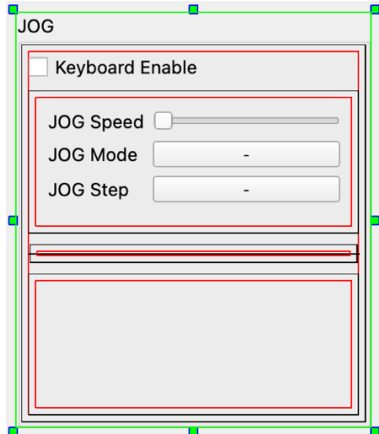 JOG
Keyboard Enable
JOG Speed
JOG Mode -
JOG Step -